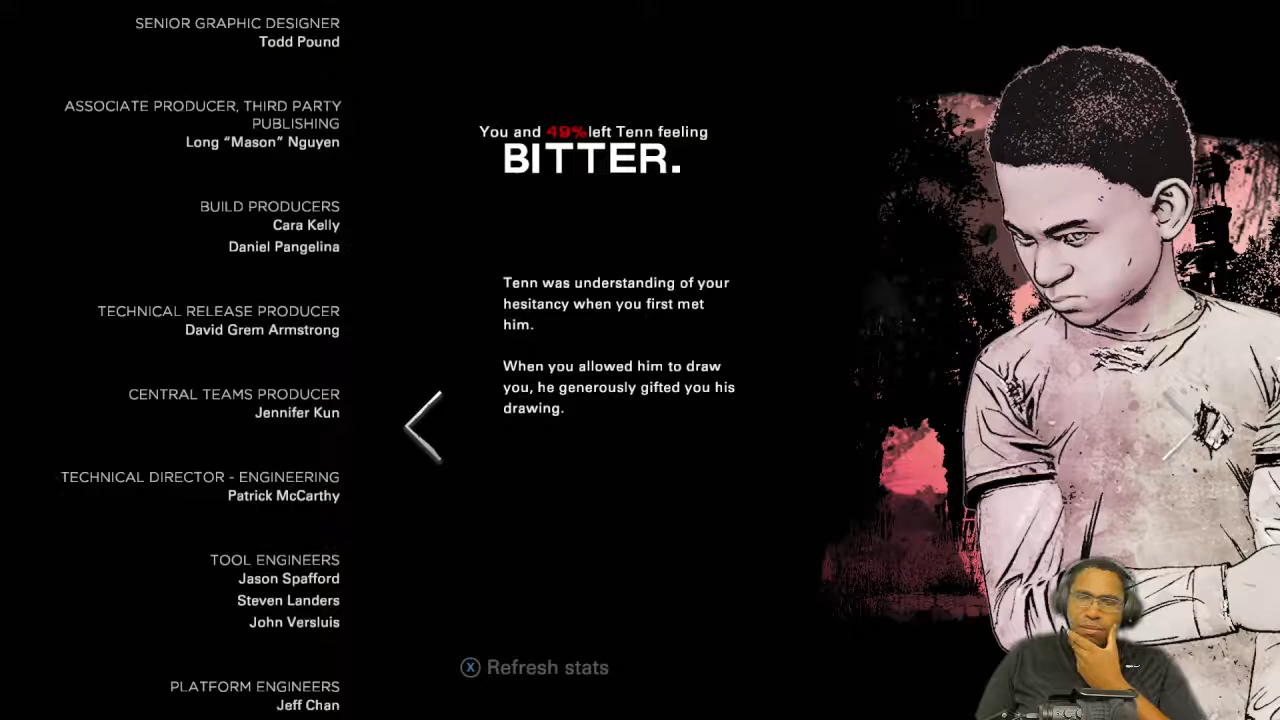 SENIOR GRAPHIC DESIGNER
Todd Pound
ASSOCIATE PRODUCER, THIRD PARTY
PUBLISHING
Long “Mason” Nguyen
BUILD PRODUCERS
Cara Kelly
Daniel Pangelina
TECHNICAL RELEASE PRODUCER
David Grem Armstrong
CENTRAL TEAMS PRODUCER
Jennifer Kun
TECHNICAL DIRECTOR - ENGINEERING
Patrick McCarthy
TOOL ENGINEERS
Jason Spafford
Steven Landers
John Versluis
PLATFORM ENGINEERS
Jeff Chan
You and 49% left Tenn feeling
BITTER.
Tenn was understanding of your
hesitancy when you first met
him.
When you allowed him to draw
you, he generously gifted you his
drawing.
X Refresh stats